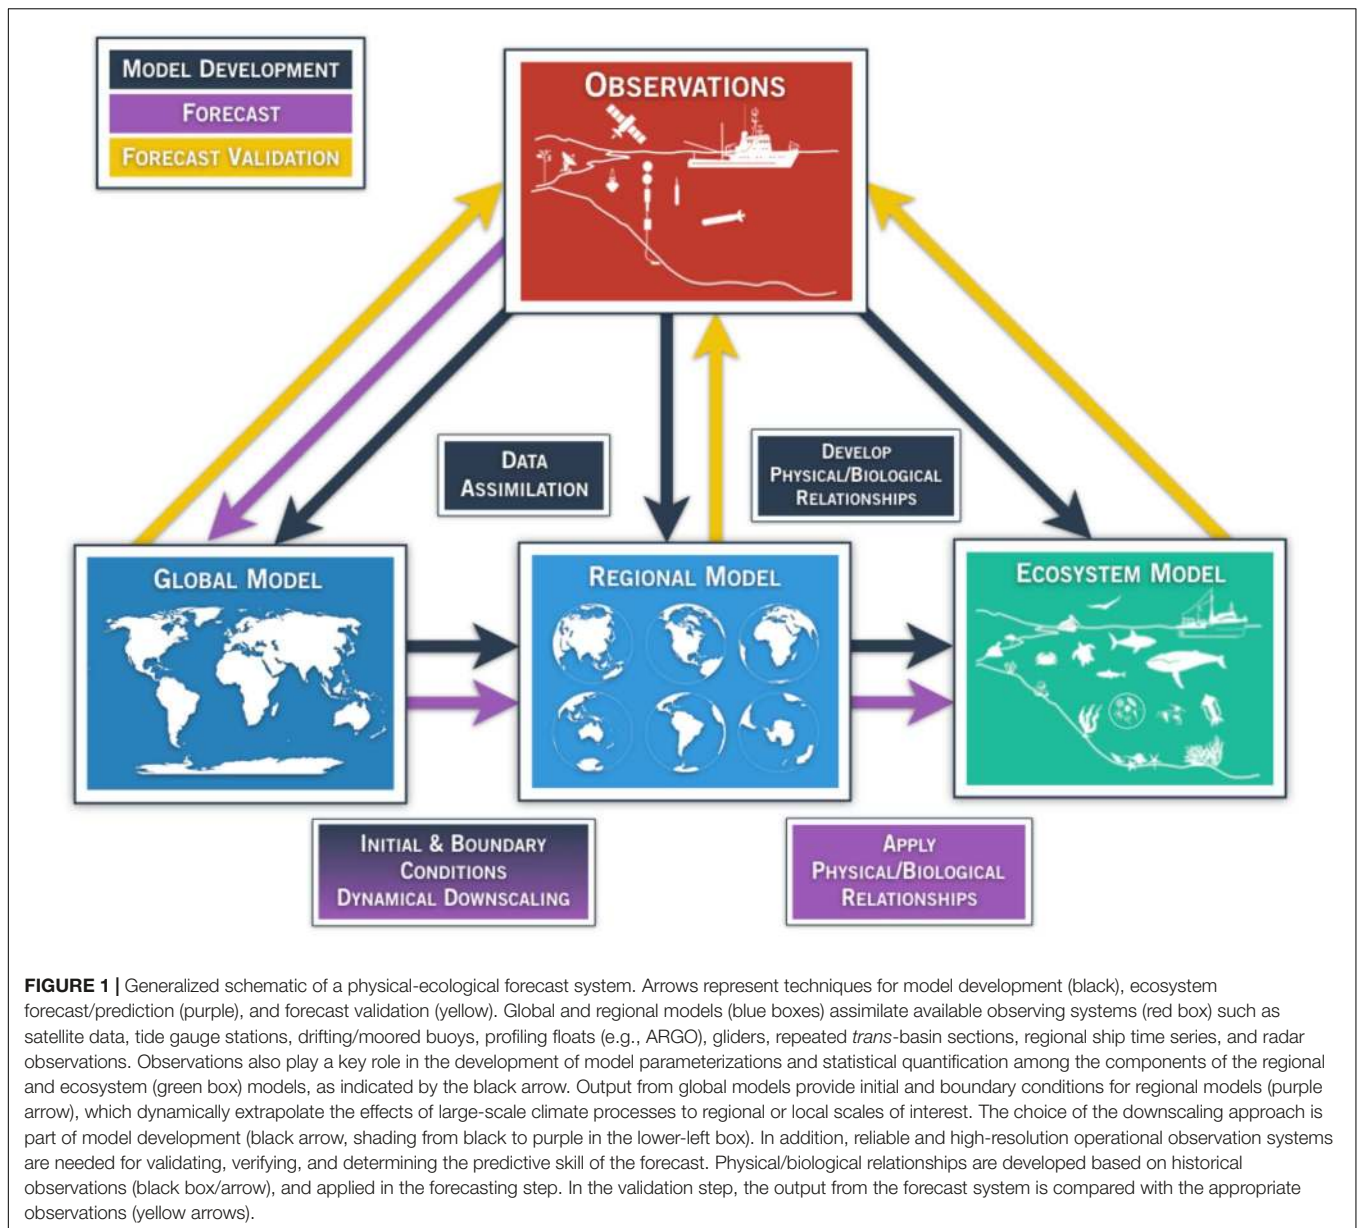 MODEL DEVELOPMENT
FORECAST
FORECAST VALIDATION
OBSERVATIONS
DATA
ASSIMILATION
DEVELOP
PHYSICAL/BIOLOGICAL
RELATIONSHIPS
GLOBAL MODEL
REGIONAL MODEL
ECOSYSTEM MODEL
INITIAL & BOUNDARY
CONDITIONS
DYNAMICAL DOWNSCALING
APPLY
PHYSICAL/BIOLOGICAL
RELATIONSHIPS
FIGURE 1 | Generalized schematic of a physical-ecological forecast system. Arrows represent techniques for model development (black), ecosystem
forecast/prediction (purple), and forecast validation (yellow). Global and regional models (blue boxes) assimilate available observing systems (red box) such as
satellite data, tide gauge stations, drifting/moored buoys, profiling floats (e.g., ARGO), gliders, repeated trans-basin sections, regional ship time series, and radar
observations. Observations also play a key role in the development of model parameterizations and statistical quantification among the components of the regional
and ecosystem (green box) models, as indicated by the black arrow. Output from global models provide initial and boundary conditions for regional models (purple
arrow), which dynamically extrapolate the effects of large-scale climate processes to regional or local scales of interest. The choice of the downscaling approach is
part of model development (black arrow, shading from black to purple in the lower-left box). In addition, reliable and high-resolution operational observation systems
are needed for validating, verifying, and determining the predictive skill of the forecast. Physical/biological relationships are developed based on historical
observations (black box/arrow), and applied in the forecasting step. In the validation step, the output from the forecast system is compared with the appropriate
observations (yellow arrows).